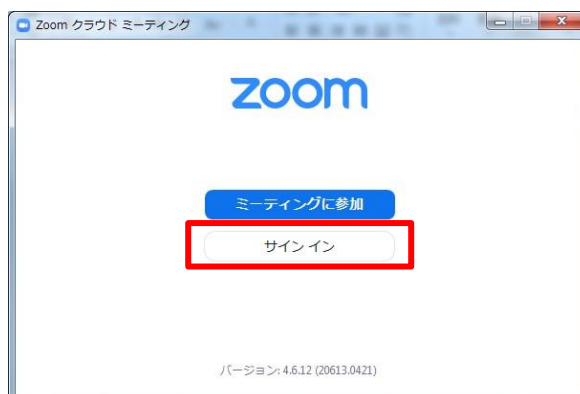 Zoom クラウド ミーティング
zoom
ミーティングに参加
サイン イン
バージョン: 4.6.12 (20613.0421)